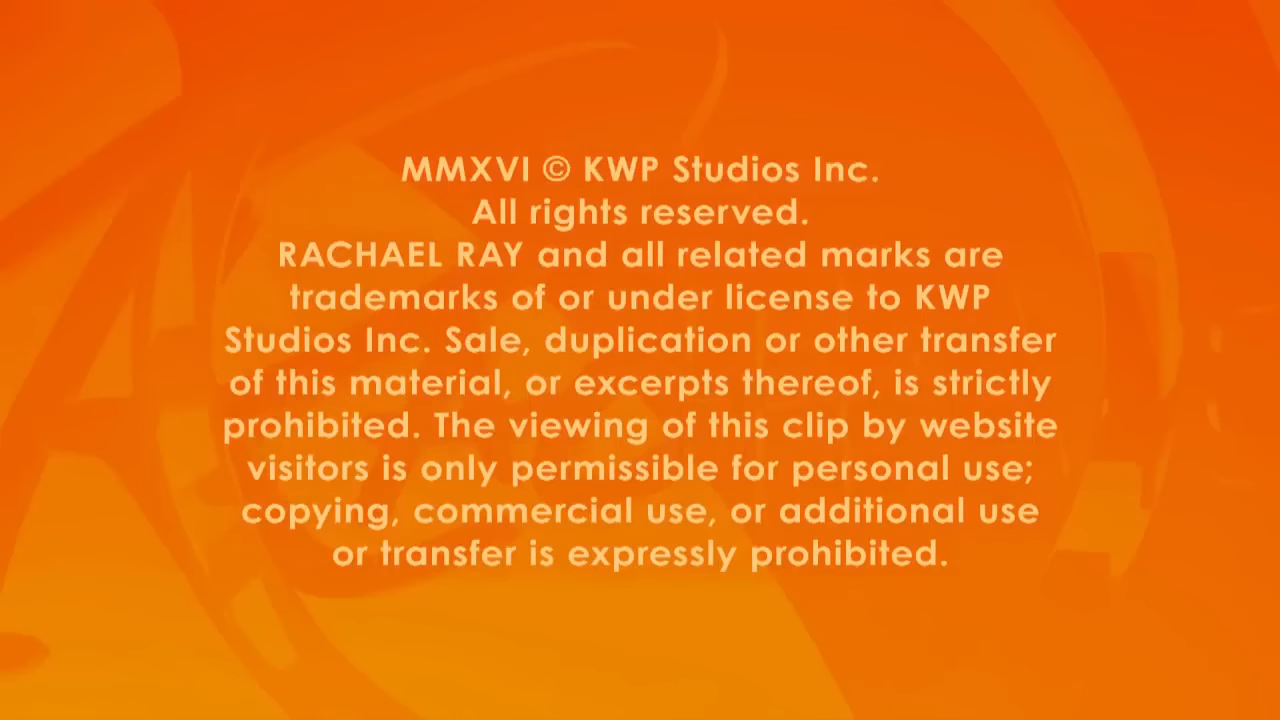 MMXVI © KWP Studios Inc.
All rights reserved.
RACHAEL RAY and all related marks are
trademarks of or under license to KWP
Studios Inc. Sale, duplication or other transfer
of this material, or excerpts thereof, is strictly
prohibited. The viewing of this clip by website
visitors is only permissible for personal use;
copying, commercial use, or additional use
or transfer is expressly prohibited.